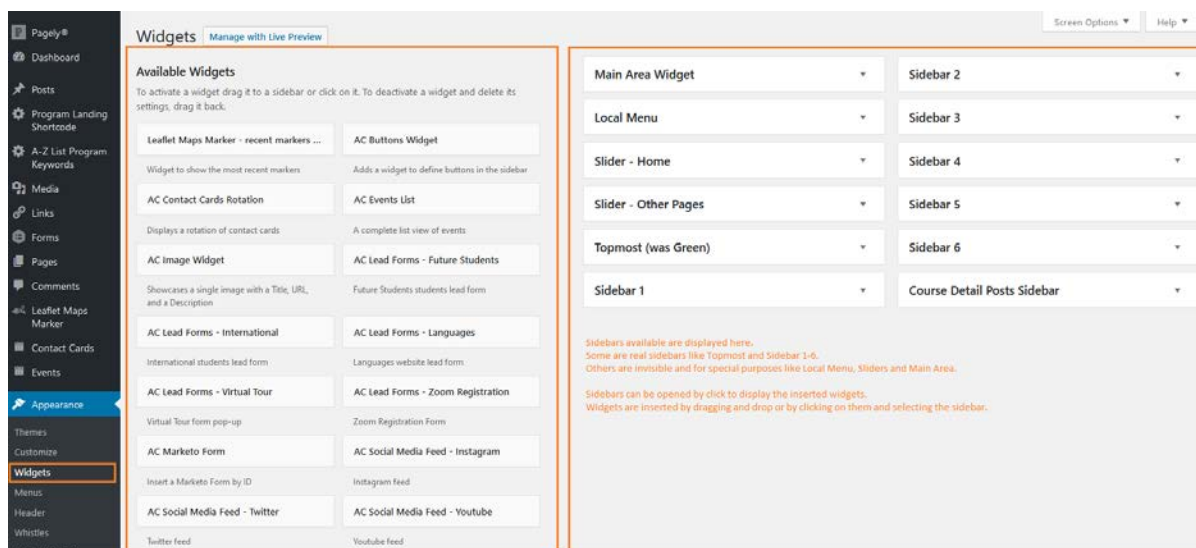 Screen Options ▼
Help ▼
Pagely®
Dashboard
Posts
Program Landing
Shortcode
A-Z List Program
Keywords
Media
Links
Forms
Pages
Comments
Leaflet Maps
Marker
Contact Cards
Events
Appearance
Themes
Customize
Widgets
Menus
Header
Whistles
Widgets
Manage with Live Preview
Available Widgets
To activate a widget drag it to a sidebar or click on it. To deactivate a widget and delete its
settings, drag it back.
Leaflet Maps Marker - recent markers ...
AC Buttons Widget
Widget to show the most recent markers
Adds a widget to define buttons in the sidebar
AC Contact Cards Rotation
AC Events List
Displays a rotation of contact cards
A complete list view of events
AC Image Widget
AC Lead Forms - Future Students
Showcases a single image with a Title, URL,
and a Description
Future Students students lead form
AC Lead Forms - International
AC Lead Forms - Languages
International students lead form
Languages website lead form
AC Lead Forms - Virtual Tour
AC Lead Forms - Zoom Registration
Virtual Tour form pop-up
Zoom Registration Form
AC Marketo Form
AC Social Media Feed - Instagram
Insert a Marketo Form by ID
Instagram feed
AC Social Media Feed - Twitter
AC Social Media Feed - Youtube
Twitter feed
Youtube feed
Main Area Widget
Sidebar 2
Local Menu
Sidebar 3
Slider - Home
Sidebar 4
Slider - Other Pages
Sidebar 5
Topmost (was Green)
Sidebar 6
Sidebar 1
Course Detail Posts Sidebar
Sidebars available are displayed here.
Some are real sidebars like Topmost and Sidebar 1-6.
Others are invisible and for special purposes like Local Menu, Sliders and Main Area.
Sidebars can be opened by click to display the inserted widgets.
Widgets are inserted by dragging and drop or by clicking on them and selecting the sidebar.